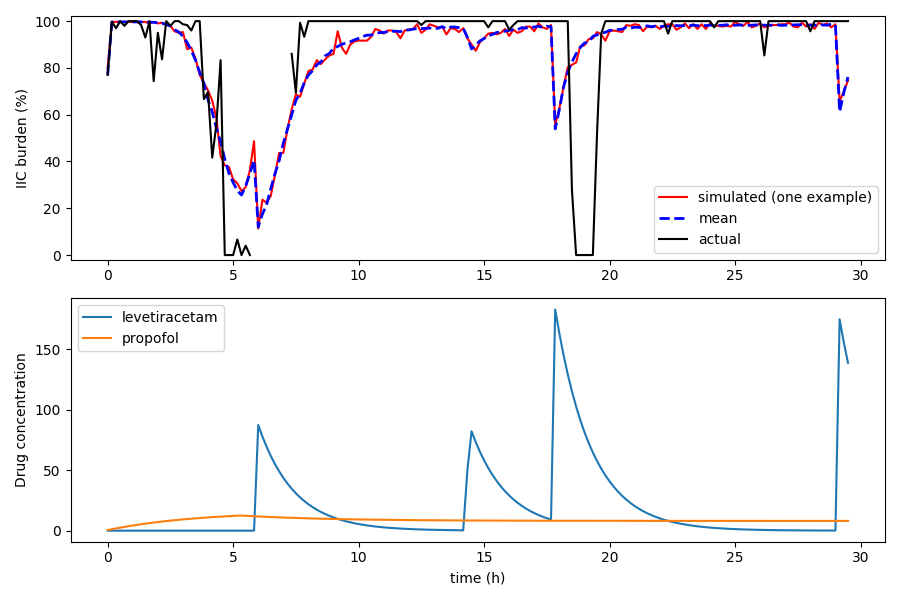 100
80
60
40
20
0
IIC burden (%)
simulated (one example)
mean
actual
0 5 10 15 20 25 30
levetiracetam
propofol
150
100
50
0
Drug concentration
0 5 10 15 20 25 30
time (h)